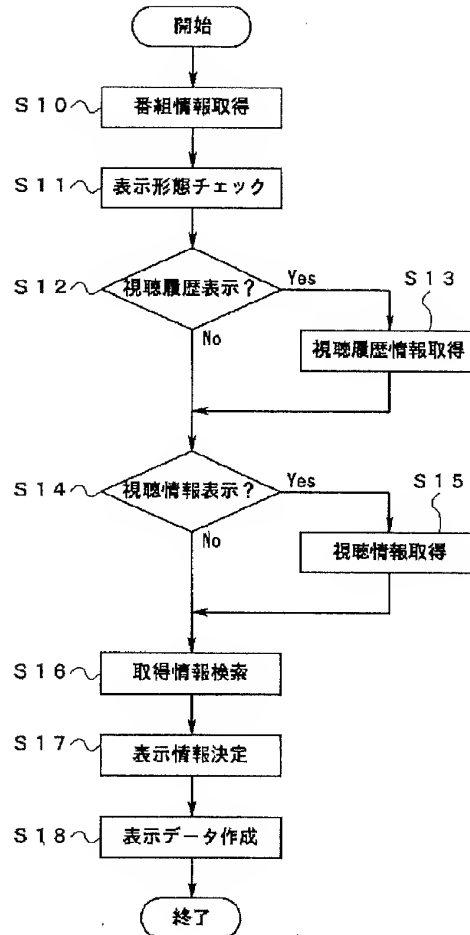 開始
S10 番組情報取得
S11 表示形態チェック
S12 視聴履歴表示? Yes S13
No 視聴履歴情報取得
S14 視聴情報表示? Yes S15
No 視聴情報取得
S16 取得情報検索
S17 表示情報決定
S18 表示データ作成
終了